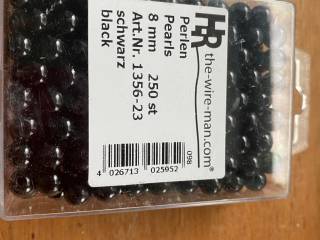 HR the-wire-man.com®
Perlen
Pearls
8 mm 250 st
Art.Nr. 1356-23
schwarz
black
098
4 026713 025952